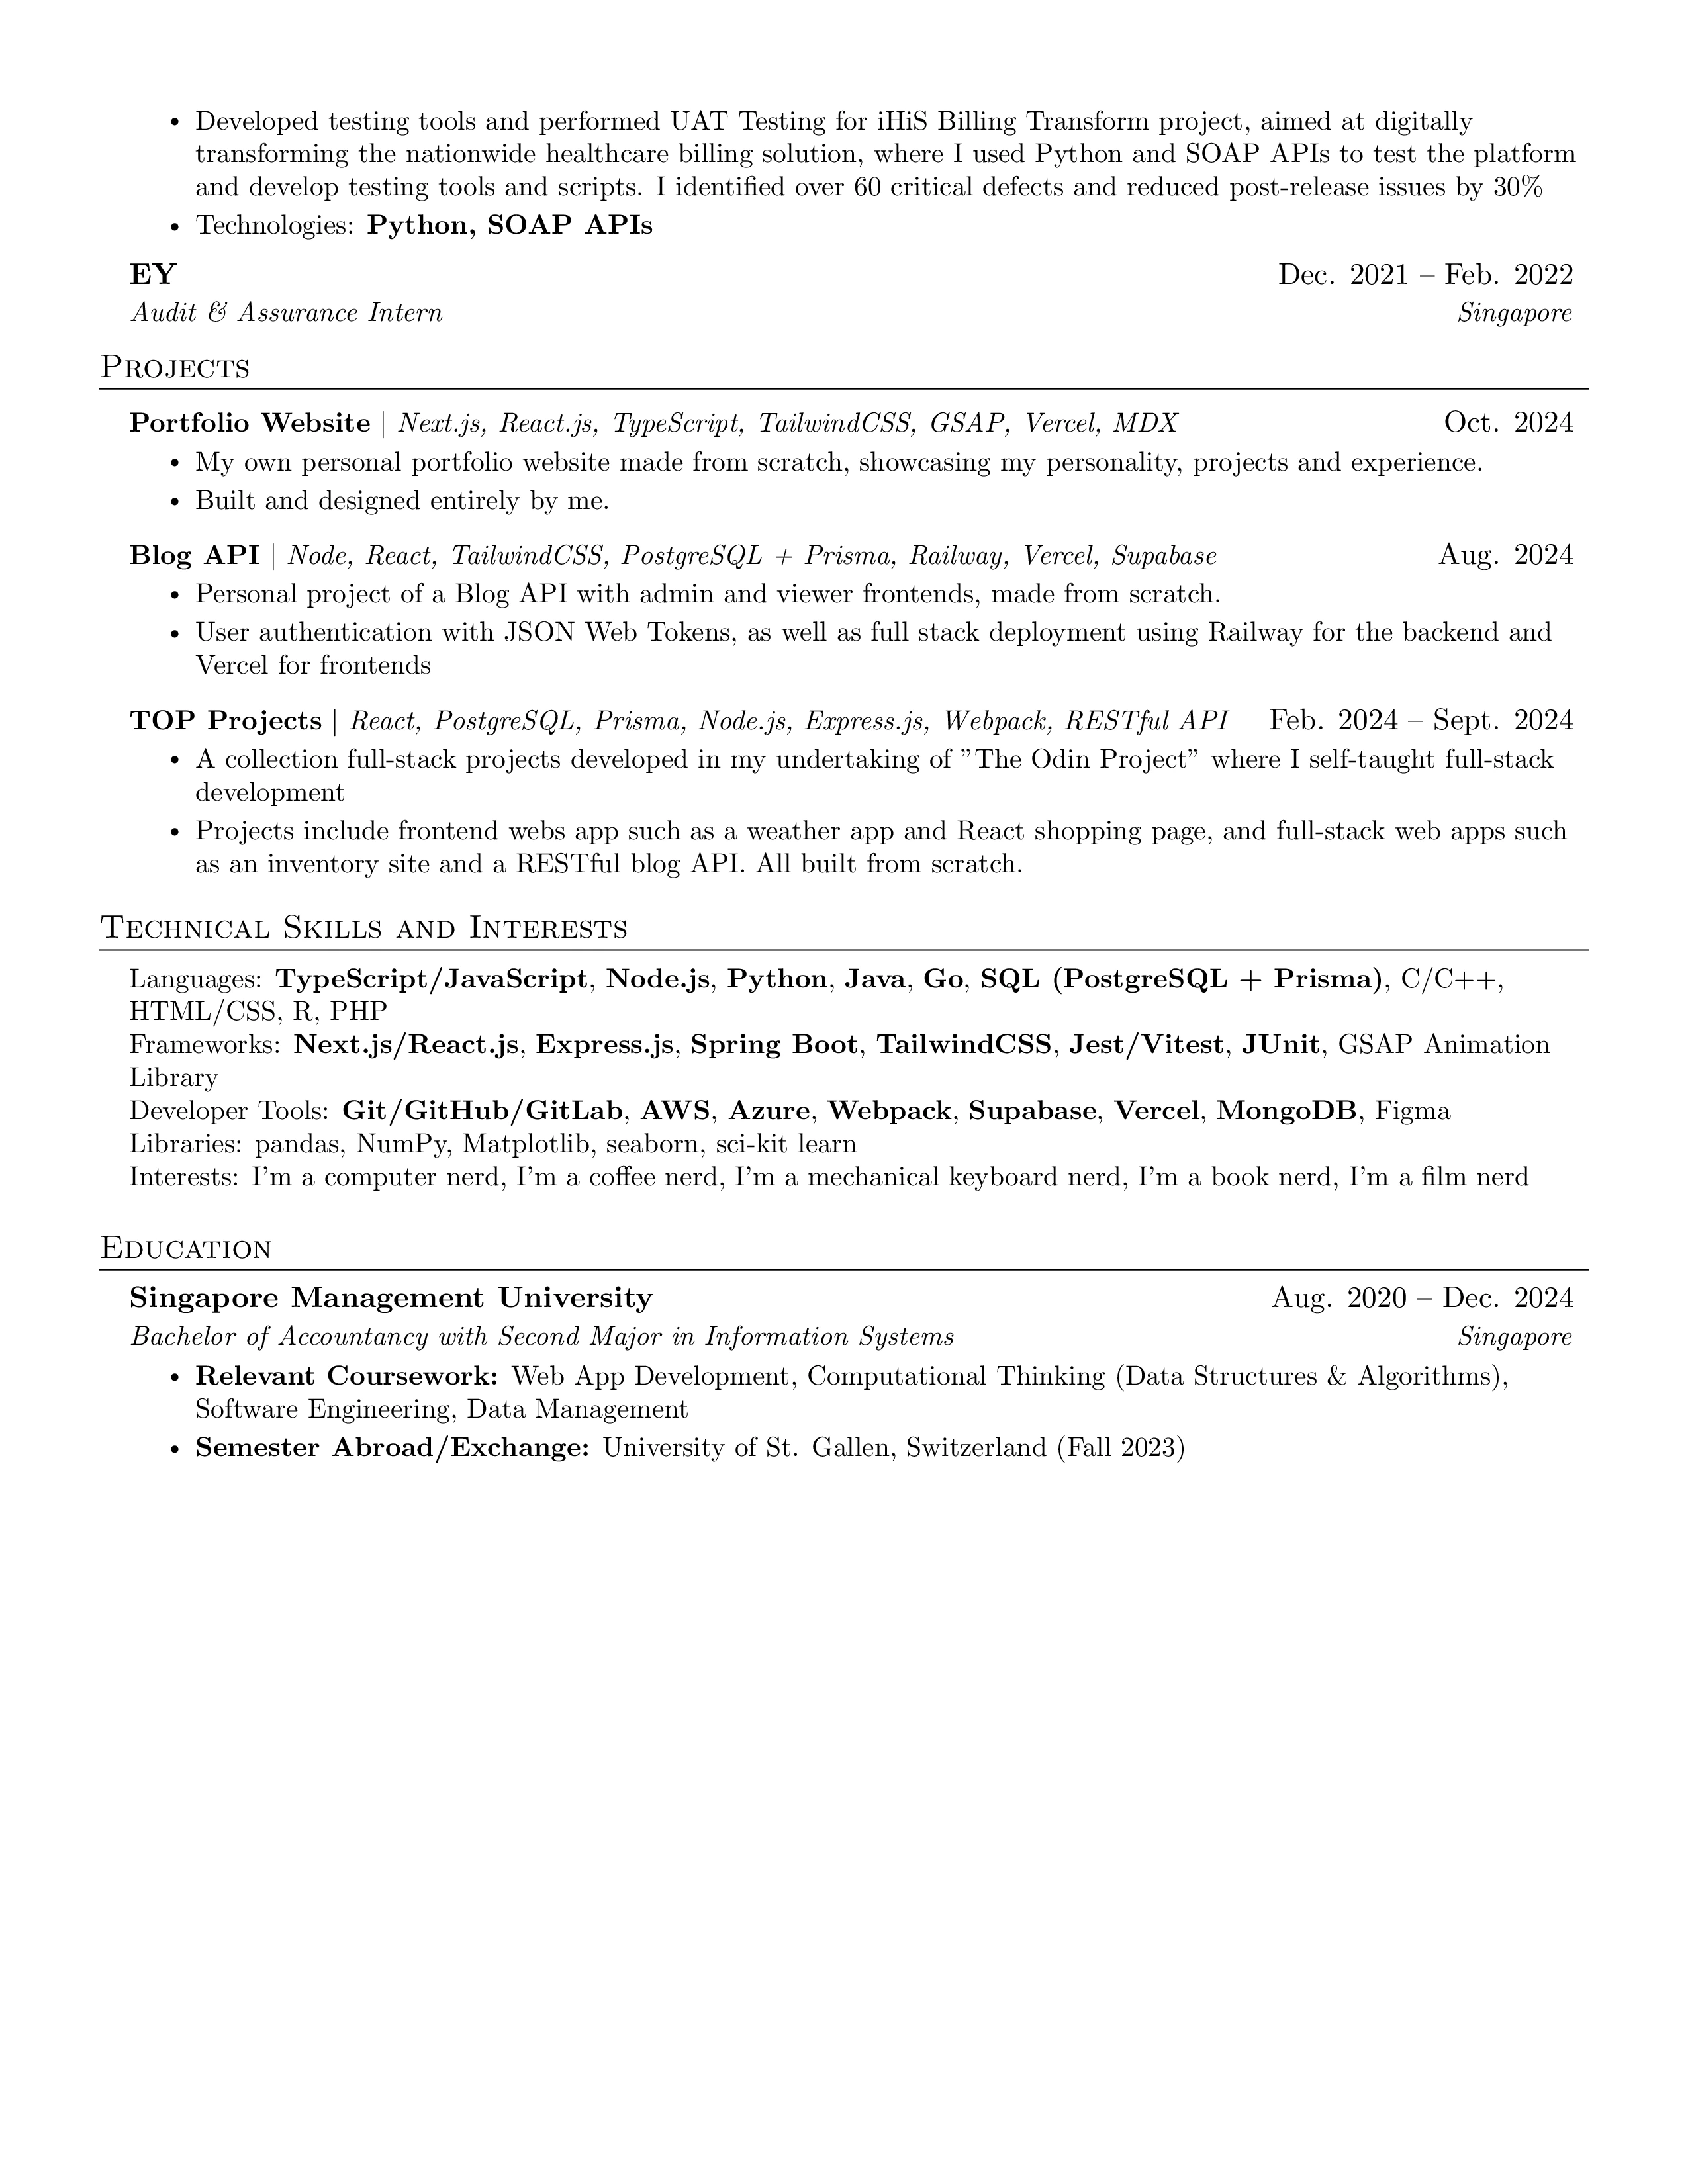 • Developed testing tools and performed UAT Testing for iHiS Billing Transform project, aimed at digitally
transforming the nationwide healthcare billing solution, where I used Python and SOAP APIs to test the platform
and develop testing tools and scripts. I identified over 60 critical defects and reduced post-release issues by 30%
• Technologies: Python, SOAP APIs
EY Dec. 2021 – Feb. 2022
Audit & Assurance Intern Singapore
Projects
Portfolio Website | Next.js, React.js, TypeScript, TailwindCSS, GSAP, Vercel, MDX Oct. 2024
• My own personal portfolio website made from scratch, showcasing my personality, projects and experience.
• Built and designed entirely by me.
Blog API | Node, React, TailwindCSS, PostgreSQL + Prisma, Railway, Vercel, Supabase Aug. 2024
• Personal project of a Blog API with admin and viewer frontends, made from scratch.
• User authentication with JSON Web Tokens, as well as full stack deployment using Railway for the backend and
Vercel for frontends
TOP Projects | React, PostgreSQL, Prisma, Node.js, Express.js, Webpack, RESTful API Feb. 2024 – Sept. 2024
• A collection full-stack projects developed in my undertaking of ”The Odin Project” where I self-taught full-stack
development
• Projects include frontend webs app such as a weather app and React shopping page, and full-stack web apps such
as an inventory site and a RESTful blog API. All built from scratch.
Technical Skills and Interests
Languages: TypeScript/JavaScript, Node.js, Python, Java, Go, SQL (PostgreSQL + Prisma), C/C++,
HTML/CSS, R, PHP
Frameworks: Next.js/React.js, Express.js, Spring Boot, TailwindCSS, Jest/Vitest, JUnit, GSAP Animation
Library
Developer Tools: Git/GitHub/GitLab, AWS, Azure, Webpack, Supabase, Vercel, MongoDB, Figma
Libraries: pandas, NumPy, Matplotlib, seaborn, sci-kit learn
Interests: I’m a computer nerd, I’m a coffee nerd, I’m a mechanical keyboard nerd, I’m a book nerd, I’m a film nerd
Education
Singapore Management University Aug. 2020 – Dec. 2024
Bachelor of Accountancy with Second Major in Information Systems Singapore
• Relevant Coursework: Web App Development, Computational Thinking (Data Structures & Algorithms),
Software Engineering, Data Management
• Semester Abroad/Exchange: University of St. Gallen, Switzerland (Fall 2023)